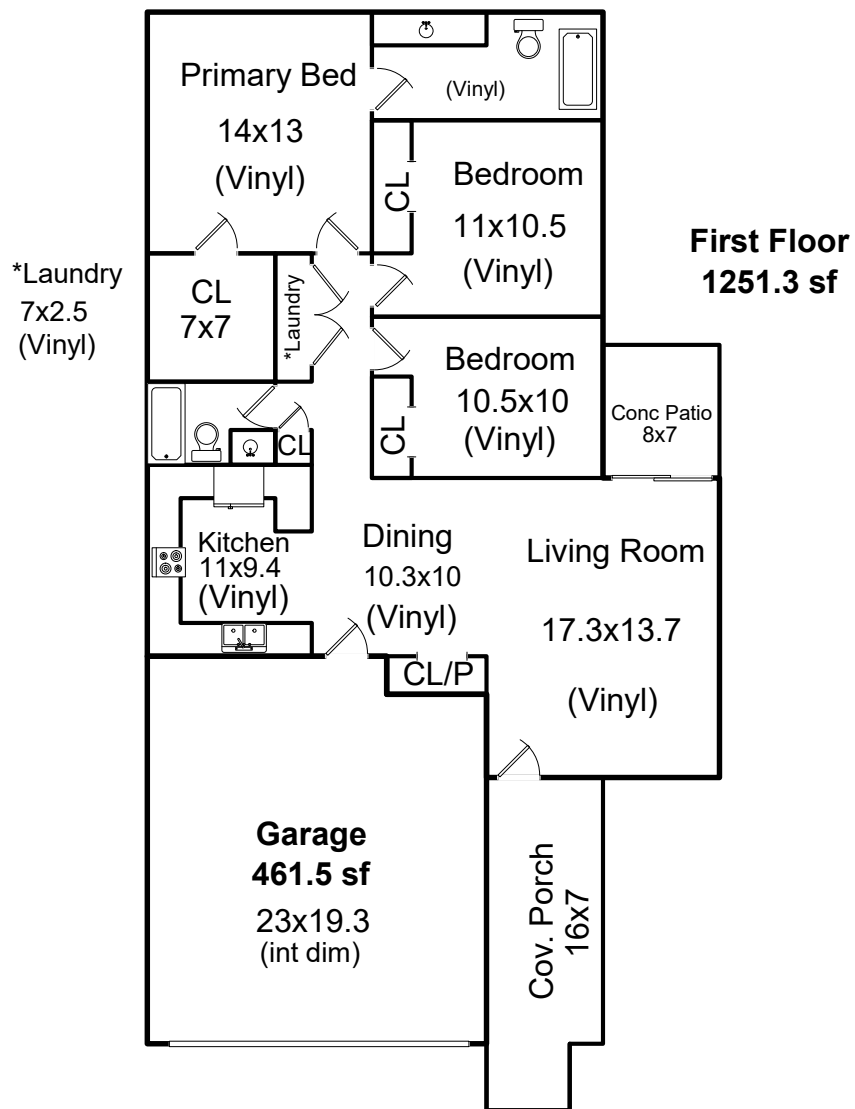 Primary Bed
14x13
(Vinyl)
(Vinyl)
CL
Bedroom
11x10.5
(Vinyl)
First Floor
1251.3 sf
*Laundry
7x2.5
(Vinyl)
CL
7x7
*Laundry
Bedroom
10.5x10
(Vinyl)
CL
Conc Patio
8x7
CL
Kitchen
11x9.4
(Vinyl)
Dining
10.3x10
(Vinyl)
CL/P
Living Room
17.3x13.7
(Vinyl)
Garage
461.5 sf
23x19.3
(int dim)
Cov. Porch
16x7